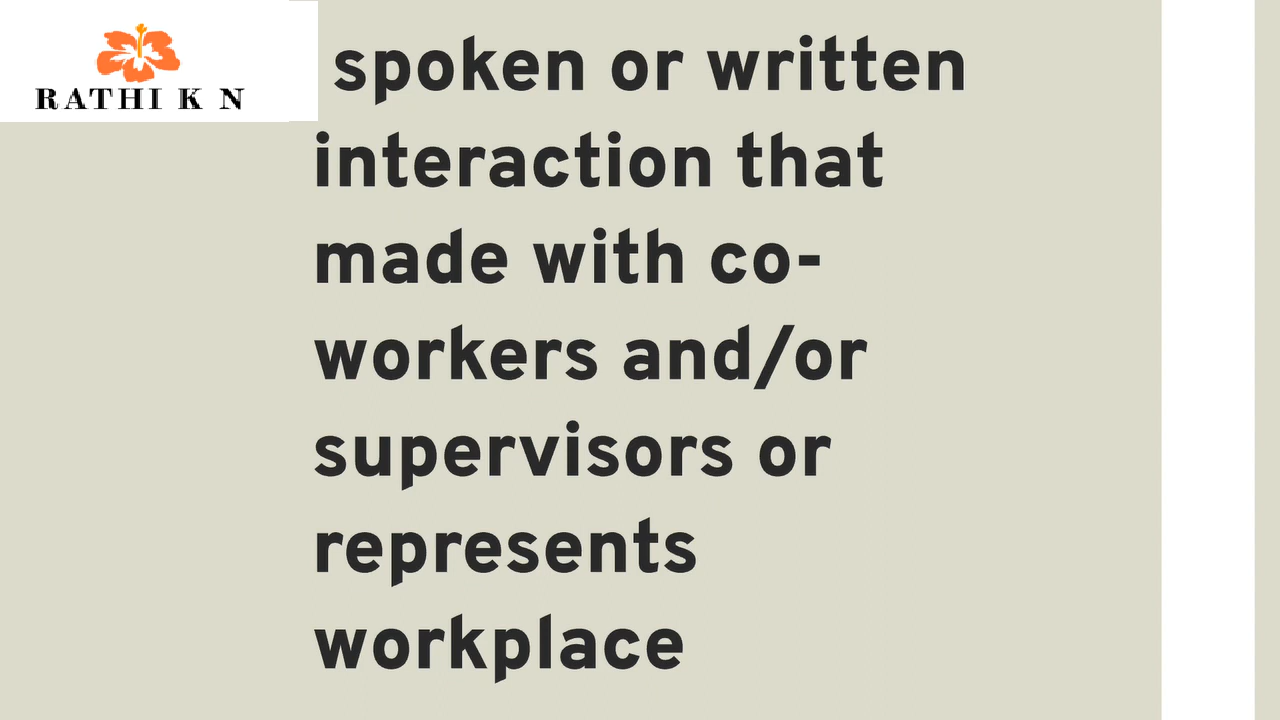 RATHI K N
spoken or written
interaction that
made with co-
workers and/or
supervisors or
represents
workplace